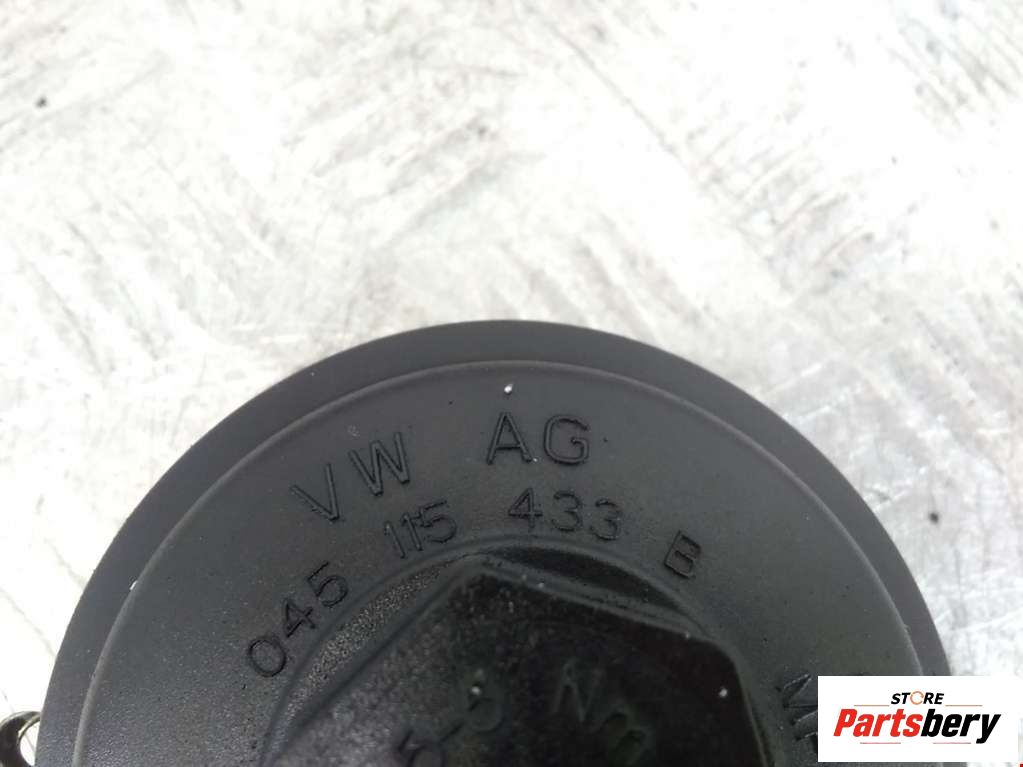 VW AG
045 115 433 B
STORE
Partsbery